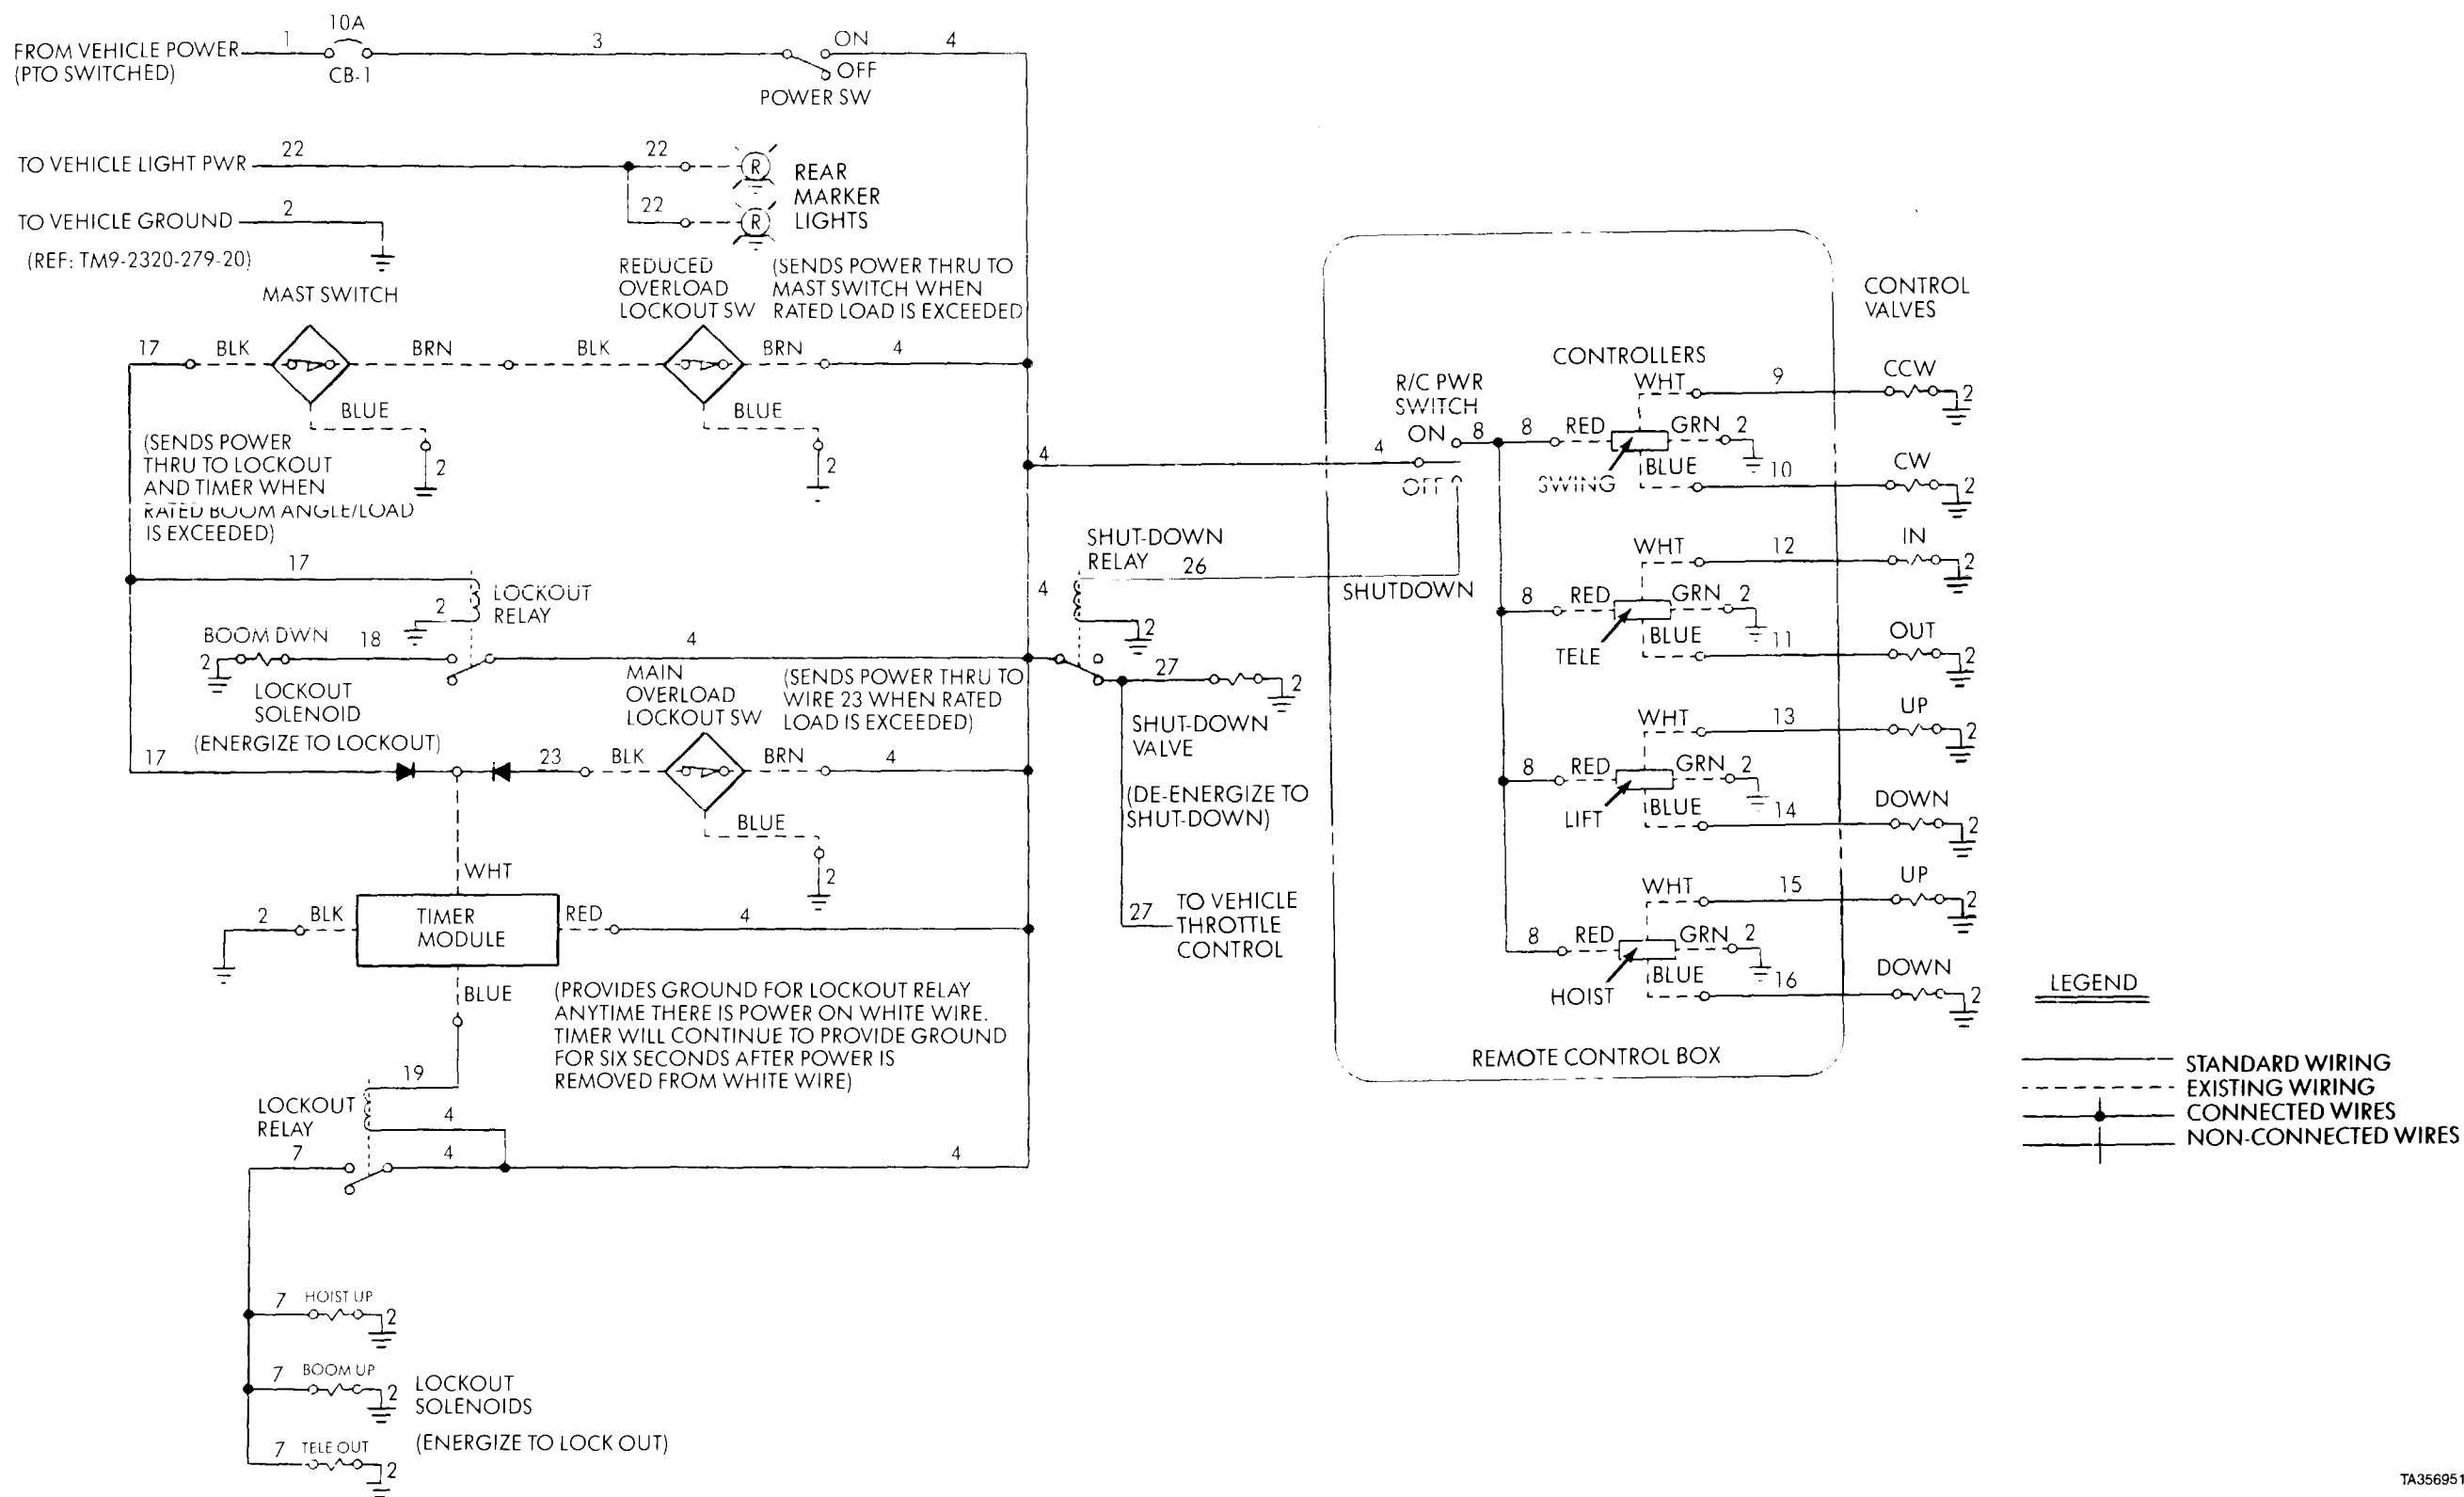 10A
FROM VEHICLE POWER 1 3 ON 4
(PTO SWITCHED) CB-1 OFF
POWER SW
TO VEHICLE LIGHT PWR 22 22 R REAR
MARKER
LIGHTS
22 R
TO VEHICLE GROUND 2
(REF: TM9-2320-279-20)
MAST SWITCH
REDUCED
OVERLOAD
LOCKOUT SW
(SENDS POWER THRU TO
MAST SWITCH WHEN
RATED LOAD IS EXCEEDED
17 BLK BRN BLK BRN 4
BLUE BLUE
2 2
(SENDS POWER
THRU TO LOCKOUT
AND TIMER WHEN
RATED BOOM ANGLE/LOAD
IS EXCEEDED)
17
2
LOCKOUT
RELAY
BOOM DWN 18 4
2
LOCKOUT
SOLENOID
(ENERGIZE TO LOCKOUT)
MAIN
OVERLOAD
LOCKOUT SW
(SENDS POWER THRU TO
WIRE 23 WHEN RATED
LOAD IS EXCEEDED)
17 23 BLK BRN 4
BLUE
2
WHT
2 BLK TIMER
MODULE
RED 4
BLUE
(PROVIDES GROUND FOR LOCKOUT RELAY
ANYTIME THERE IS POWER ON WHITE WIRE.
TIMER WILL CONTINUE TO PROVIDE GROUND
FOR SIX SECONDS AFTER POWER IS
REMOVED FROM WHITE WIRE)
19
LOCKOUT
RELAY
4
7 4 4
7 HOIST UP 2
7 BOOM UP 2
7 TELE OUT 2
LOCKOUT
SOLENOIDS
(ENERGIZE TO LOCK OUT)
4
SHUT-DOWN
RELAY 26
4
2
27 2
SHUT-DOWN
VALVE
(DE-ENERGIZE TO
SHUT-DOWN)
27 TO VEHICLE
THROTTLE
CONTROL
CONTROL
VALVES
CONTROLLERS
R/C PWR
SWITCH
ON 8
4
OFF
SHUTDOWN
WHT 9 CCW 2
8 RED GRN 2
SWING BLUE 10 CW 2
WHT 12 IN 2
8 RED GRN 2
TELE BLUE 11 OUT 2
WHT 13 UP 2
8 RED GRN 2
LIFT BLUE 14 DOWN 2
WHT 15 UP 2
8 RED GRN 2
HOIST BLUE 16 DOWN 2
REMOTE CONTROL BOX
LEGEND
STANDARD WIRING
EXISTING WIRING
CONNECTED WIRES
NON-CONNECTED WIRES
TA356951